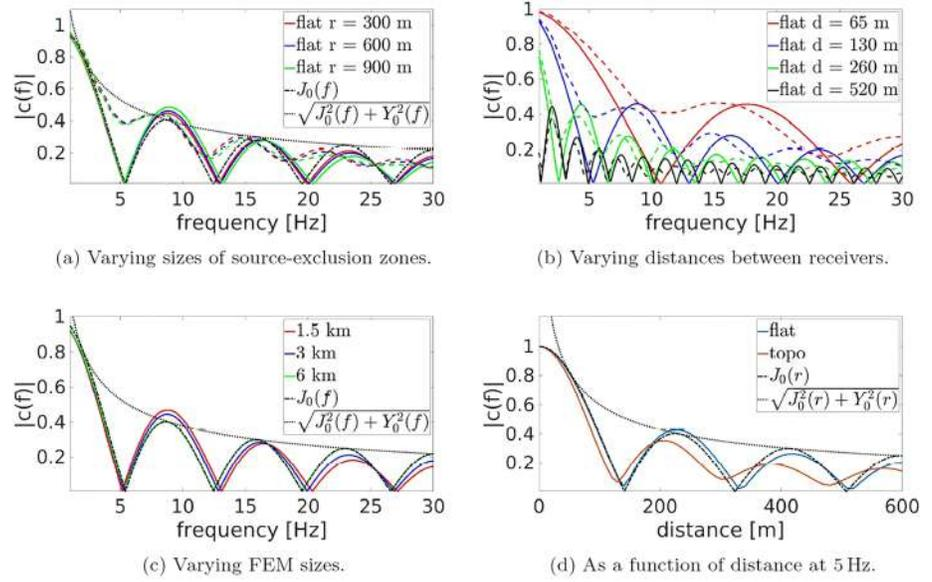 |c(f)|
1
0.8
0.6
0.4
0.2
flat r = 300 m
flat r = 600 m
flat r = 900 m
J₀(f)
√J₀²(f) + Y₀²(f)
5 10 15 20 25 30
frequency [Hz]
(a) Varying sizes of source-exclusion zones.
|c(f)|
1
0.8
0.6
0.4
0.2
flat d = 65 m
flat d = 130 m
flat d = 260 m
flat d = 520 m
5 10 15 20 25 30
frequency [Hz]
(b) Varying distances between receivers.
|c(f)|
1
0.8
0.6
0.4
0.2
1.5 km
3 km
6 km
J₀(f)
√J₀²(f) + Y₀²(f)
5 10 15 20 25 30
frequency [Hz]
(c) Varying FEM sizes.
|c(f)|
1
0.8
0.6
0.4
0.2
flat
topo
J₀(r)
√J₀²(r) + Y₀²(r)
0 200 400 600
distance [m]
(d) As a function of distance at 5 Hz.